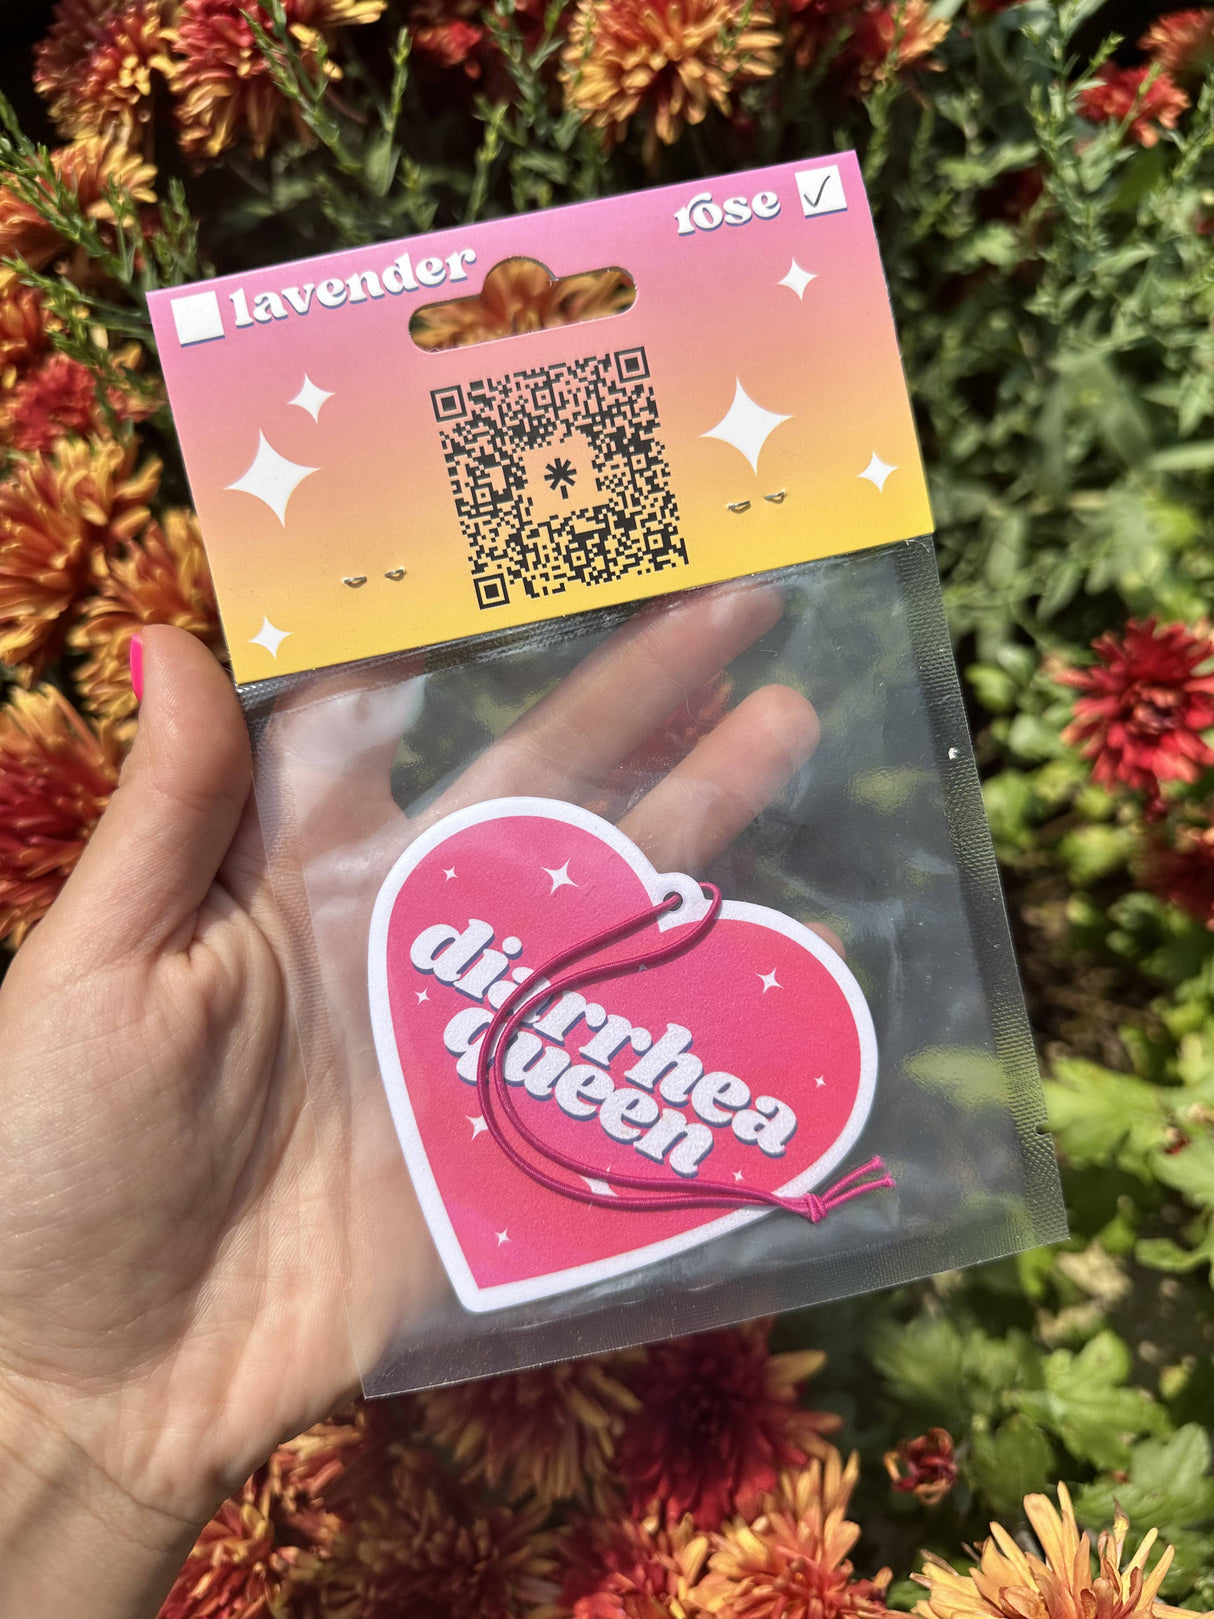 lavender
rose
diarrhea
queen